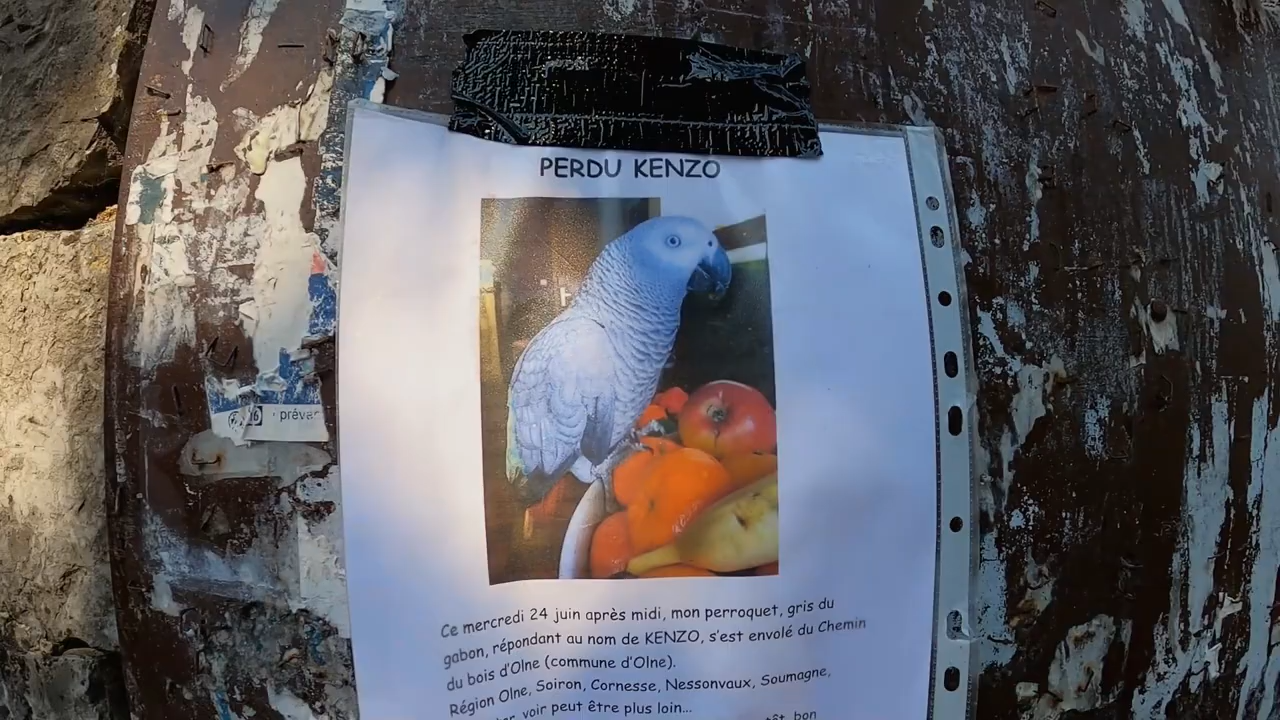 PERDU KENZO
Ce mercredi 24 juin après midi, mon perroquet, gris du
gabon, répondant au nom de KENZO, s'est envolé du Chemin
du bois d'Olne (commune d'Olne).
Région Olne, Soiron, Cornesse, Nessonvaux, Soumagne,
voir peut être plus loin...
bon